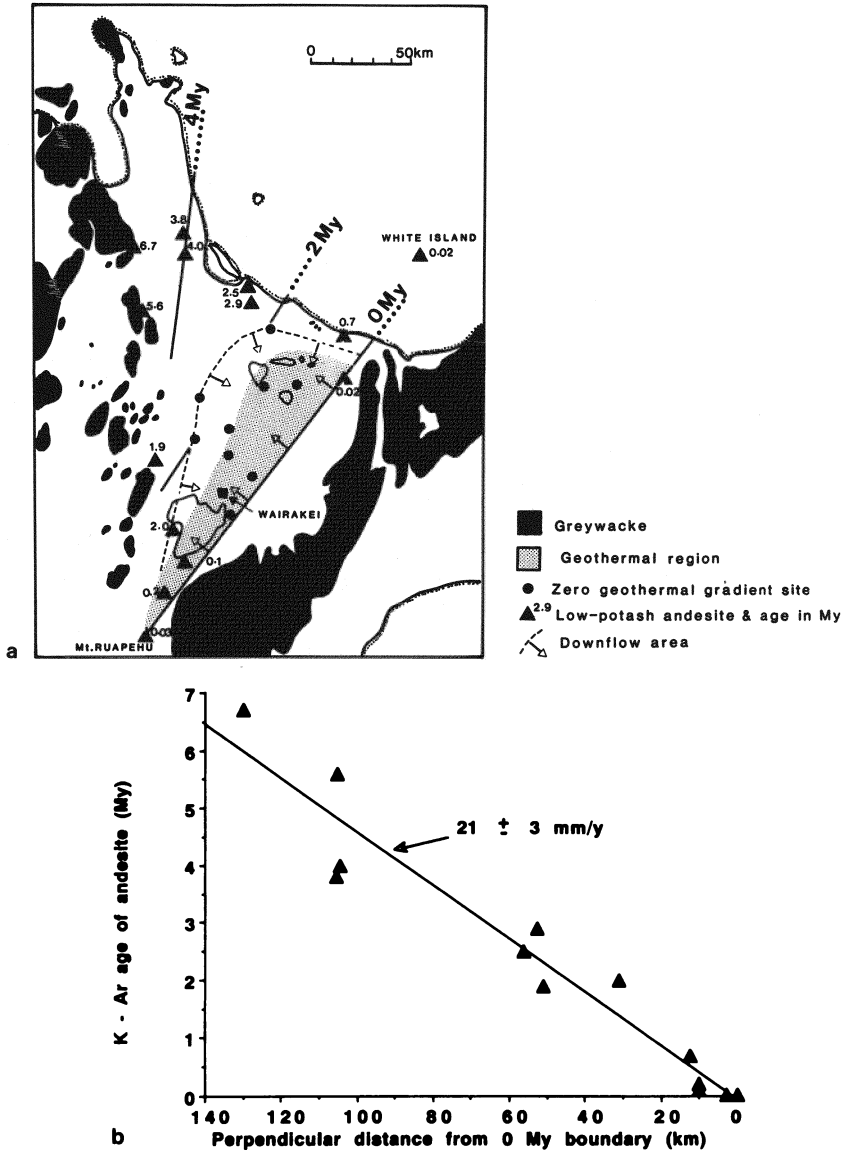 0 50km
4My
3.8
4.0
6.7
2My
WHITE ISLAND
0.02
2.5
2.9
5.6
0My
0.7
0.02
1.9
WAIRAKEI
2.0
0.1
0.03
Mt.RUAPEHU
a
Greywacke
Geothermal region
Zero geothermal gradient site
2.9 Low-potash andesite & age in My
Downflow area
7
6
5
4
3
2
1
0
K - Ar age of andesite (My)
21 ± 3 mm/y
140 120 100 80 60 40 20 0
b
Perpendicular distance from 0 My boundary (km)